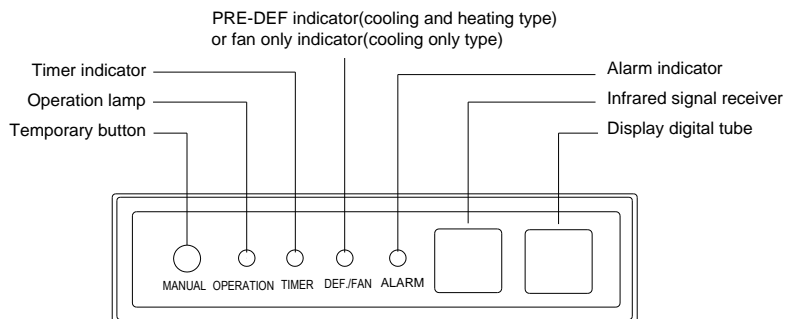 PRE-DEF indicator(cooling and heating type)
or fan only indicator(cooling only type)
Timer indicator
Operation lamp
Temporary button
Alarm indicator
Infrared signal receiver
Display digital tube
MANUAL OPERATION TIMER DEF./FAN ALARM